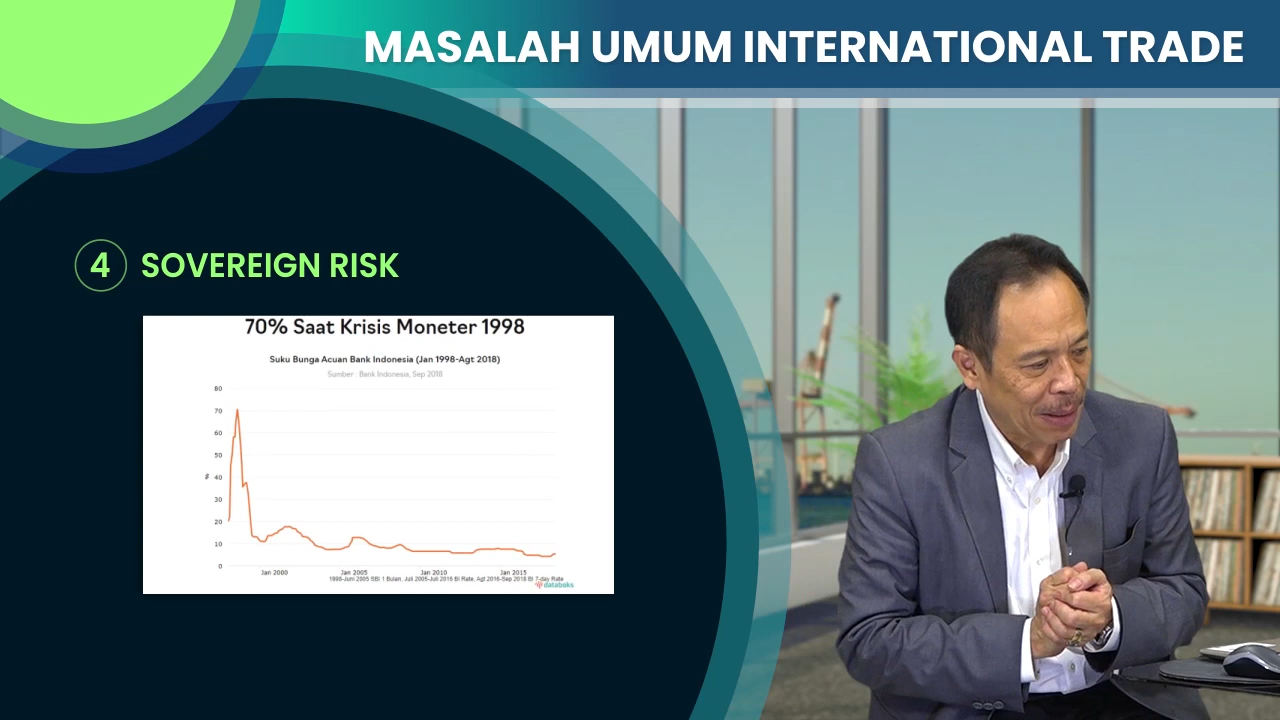 MASALAH UMUM INTERNATIONAL TRADE
4 SOVEREIGN RISK
70% Saat Krisis Moneter 1998
Suku Bunga Acuan Bank Indonesia (Jan 1998-Agt 2018)
Sumber : Bank Indonesia, Sep 2018
80
70
60
50
%
40
30
20
10
0
Jan 2000 Jan 2005 Jan 2010 Jan 2015
1998-Juni 2005 SBI 1 Bulan, Juli 2005-Juli 2016 BI Rate, Agt 2016-Sep 2018 BI 7-day Rate
databoks